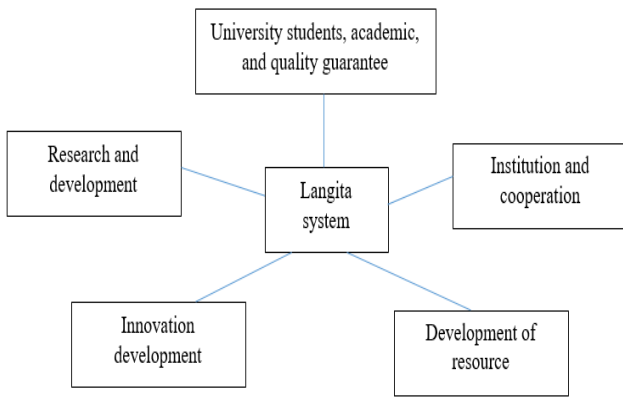 University students, academic,
and quality guarantee
Research and
development
Institution and
cooperation
Langita
system
Innovation
development
Development of
resource